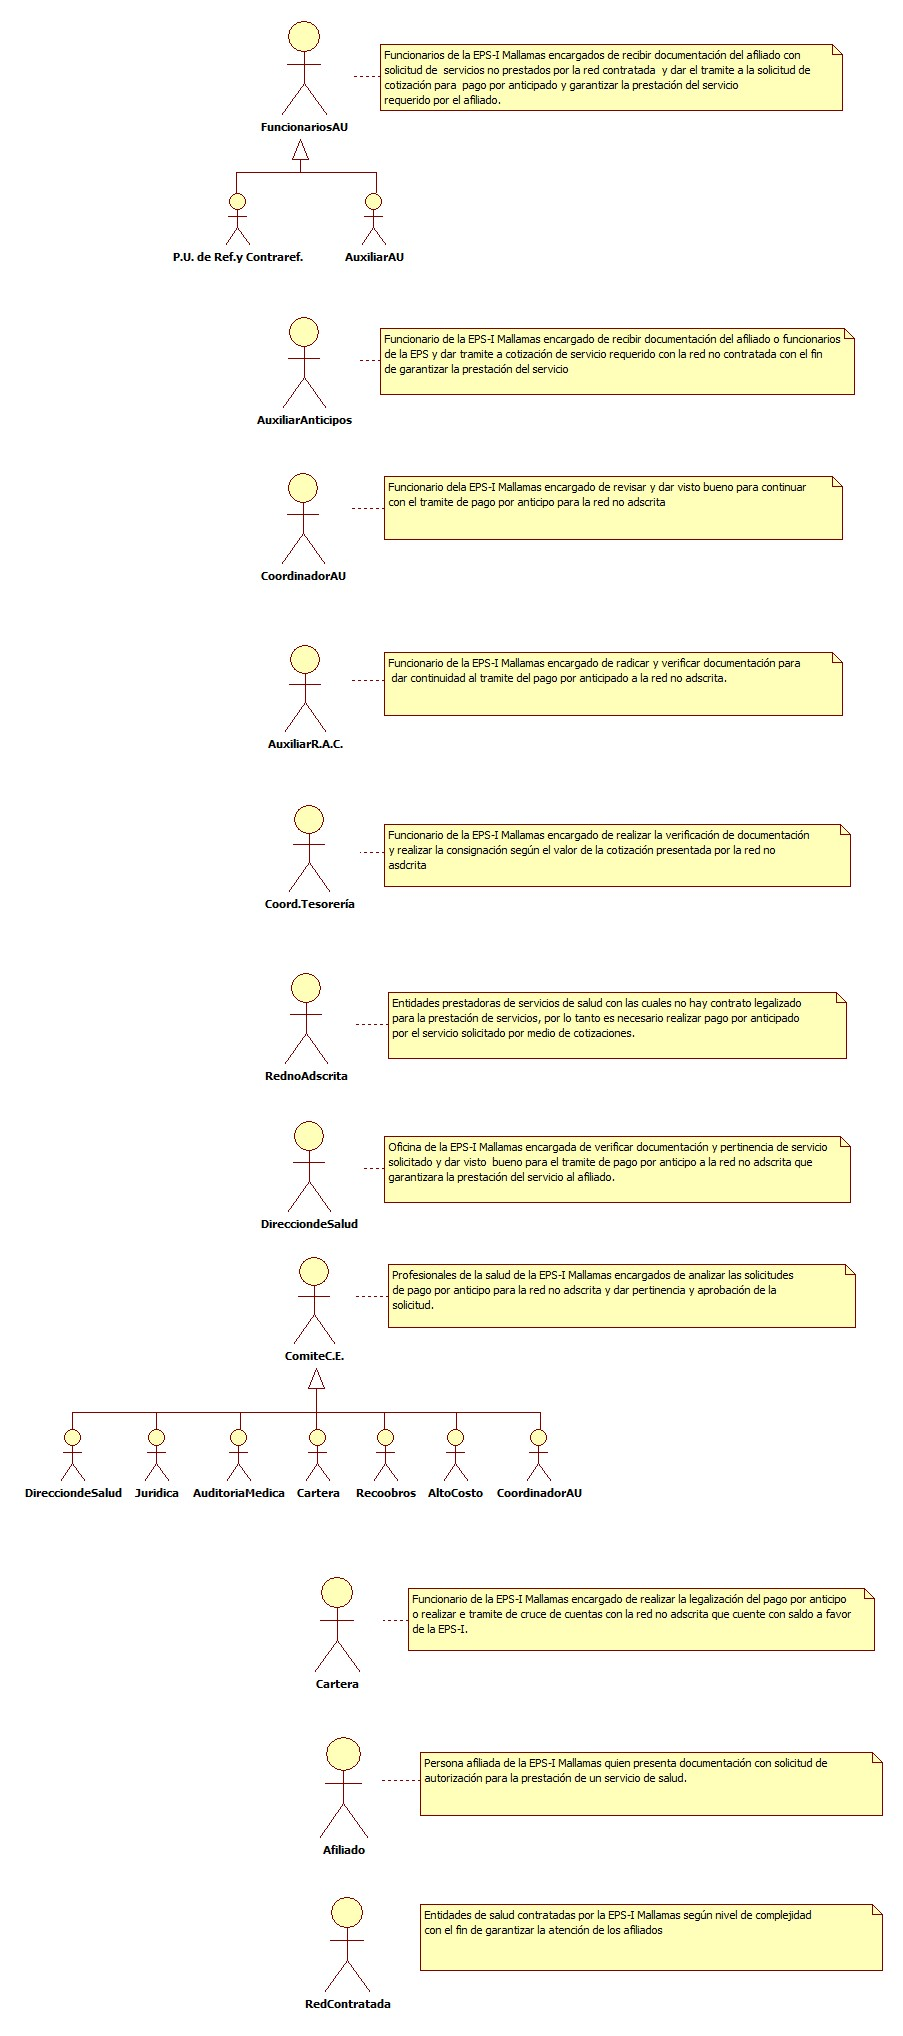 Funcionarios de la EPS-I Mallamas encargados de recibir documentación del afiliado con
solicitud de  servicios no prestados por la red contratada  y dar el tramite a la solicitud de
cotización para  pago por anticipado y garantizar la prestación del servicio
requerido por el afiliado.
FuncionariosAU
P.U. de Ref.y Contraref.
AuxiliarAU
Funcionario de la EPS-I Mallamas encargado de recibir documentación del afiliado o funcionarios
de la EPS y dar tramite a cotización de servicio requerido con la red no contratada con el fin
de garantizar la prestación del servicio
AuxiliarAnticipos
Funcionario dela EPS-I Mallamas encargado de revisar y dar visto bueno para continuar
con el tramite de pago por anticipo para la red no adscrita
CoordinadorAU
Funcionario de la EPS-I Mallamas encargado de radicar y verificar documentación para
dar continuidad al tramite del pago por anticipado a la red no adscrita.
AuxiliarR.A.C.
Funcionario de la EPS-I Mallamas encargado de realizar la verificación de documentación
y realizar la consignación según el valor de la cotización presentada por la red no
asdcrita
Coord.Tesorería
Entidades prestadoras de servicios de salud con las cuales no hay contrato legalizado
para la prestación de servicios, por lo tanto es necesario realizar pago por anticipado
por el servicio solicitado por medio de cotizaciones.
RednoAdscrita
Oficina de la EPS-I Mallamas encargada de verificar documentación y pertinencia de servicio
solicitado y dar visto  bueno para el tramite de pago por anticipo a la red no adscrita que
garantizara la prestación del servicio al afiliado.
DirecciondeSalud
Profesionales de la salud de la EPS-I Mallamas encargados de analizar las solicitudes
de pago por anticipo para la red no adscrita y dar pertinencia y aprobación de la
solicitud.
ComiteC.E.
DirecciondeSalud
Juridica
AuditoriaMedica
Cartera
Recoobros
AltoCosto
CoordinadorAU
Funcionario de la EPS-I Mallamas encargado de realizar la legalización del pago por anticipo
o realizar e tramite de cruce de cuentas con la red no adscrita que cuente con saldo a favor
de la EPS-I.
Cartera
Persona afiliada de la EPS-I Mallamas quien presenta documentación con solicitud de
autorización para la prestación de un servicio de salud.
Afiliado
Entidades de salud contratadas por la EPS-I Mallamas según nivel de complejidad
con el fin de garantizar la atención de los afiliados
RedContratada